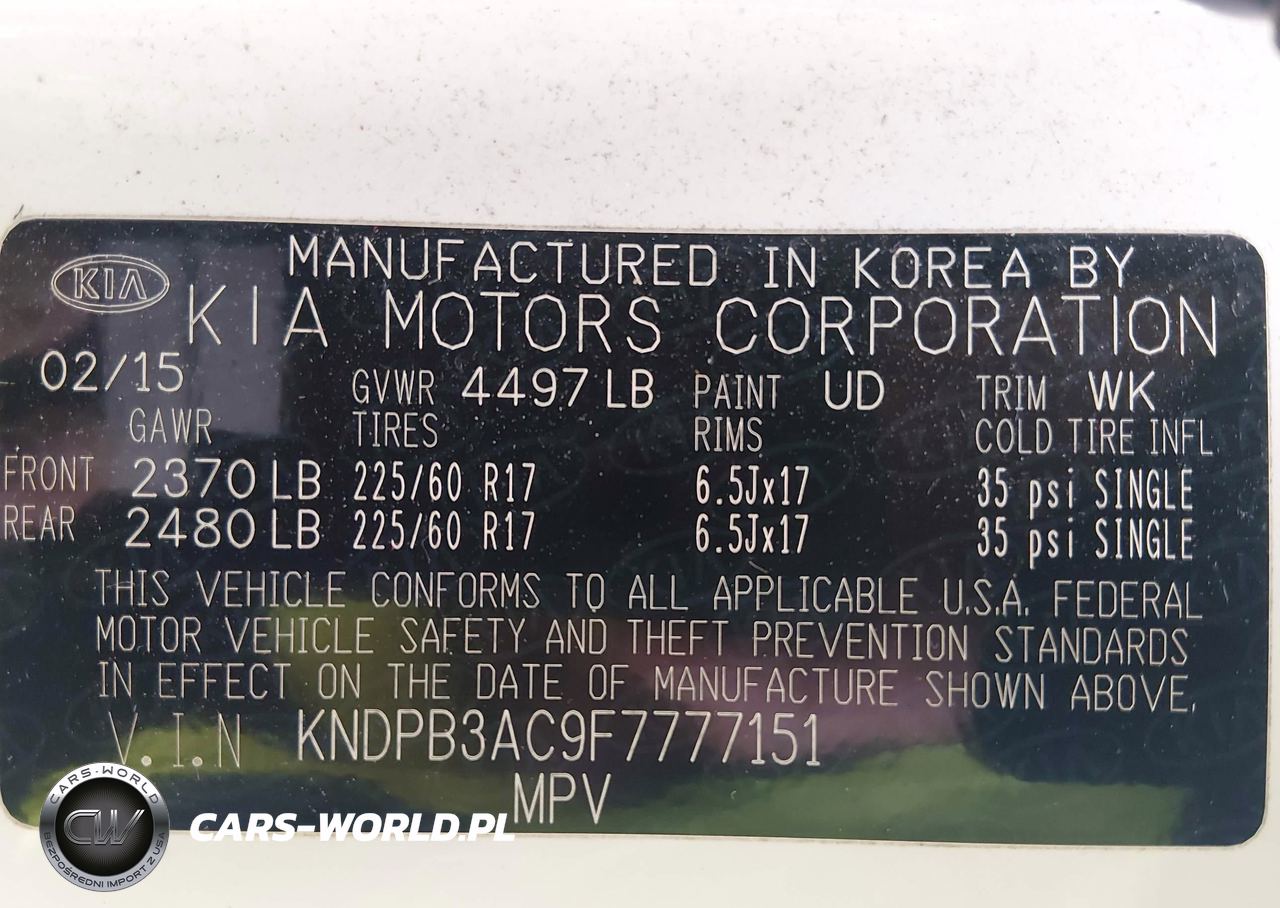 MANUFACTURED IN KOREA BY
KIA
KIA MOTORS CORPORATION
02/15
GVWR 4497 LB PAINT UD TRIM WK
GAWR TIRES RIMS COLD TIRE INFL
FRONT 2370 LB 225/60 R17 6.5Jx17 35 psi SINGLE
REAR 2480 LB 225/60 R17 6.5Jx17 35 psi SINGLE
THIS VEHICLE CONFORMS TO ALL APPLICABLE U.S.A. FEDERAL
MOTOR VEHICLE SAFETY AND THEFT PREVENTION STANDARDS
IN EFFECT ON THE DATE OF MANUFACTURE SHOWN ABOVE.
V.I.N KNDPB3AC9F7777151
MPV
CARS-WORLD
CW
BEZPOŚREDNI IMPORT Z USA
CARS-WORLD.PL